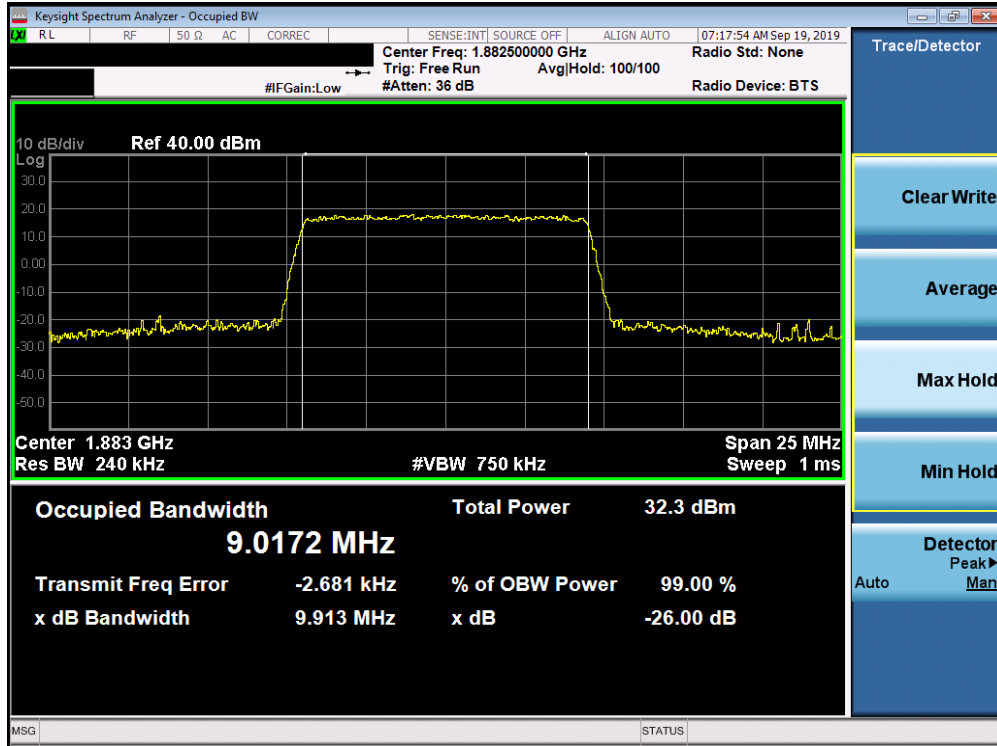 Keysight Spectrum Analyzer - Occupied BW
LXI RL RF 50 Ω AC CORREC SENSE:INT SOURCE OFF ALIGN AUTO 07:17:54 AM Sep 19, 2019
Center Freq: 1.882500000 GHz Radio Std: None
Trig: Free Run Avg|Hold: 100/100
#IFGain:Low #Atten: 36 dB Radio Device: BTS
Trace/Detector
10 dB/div Ref 40.00 dBm
Log
30.0
20.0
10.0
0.00
-10.0
-20.0
-30.0
-40.0
-50.0
Center 1.883 GHz Span 25 MHz
Res BW 240 kHz #VBW 750 kHz Sweep 1 ms
Occupied Bandwidth Total Power 32.3 dBm
9.0172 MHz
Transmit Freq Error -2.681 kHz % of OBW Power 99.00 %
x dB Bandwidth 9.913 MHz x dB -26.00 dB
Clear Write
Average
Max Hold
Min Hold
Detector
Peak▶
Auto Man
MSG STATUS